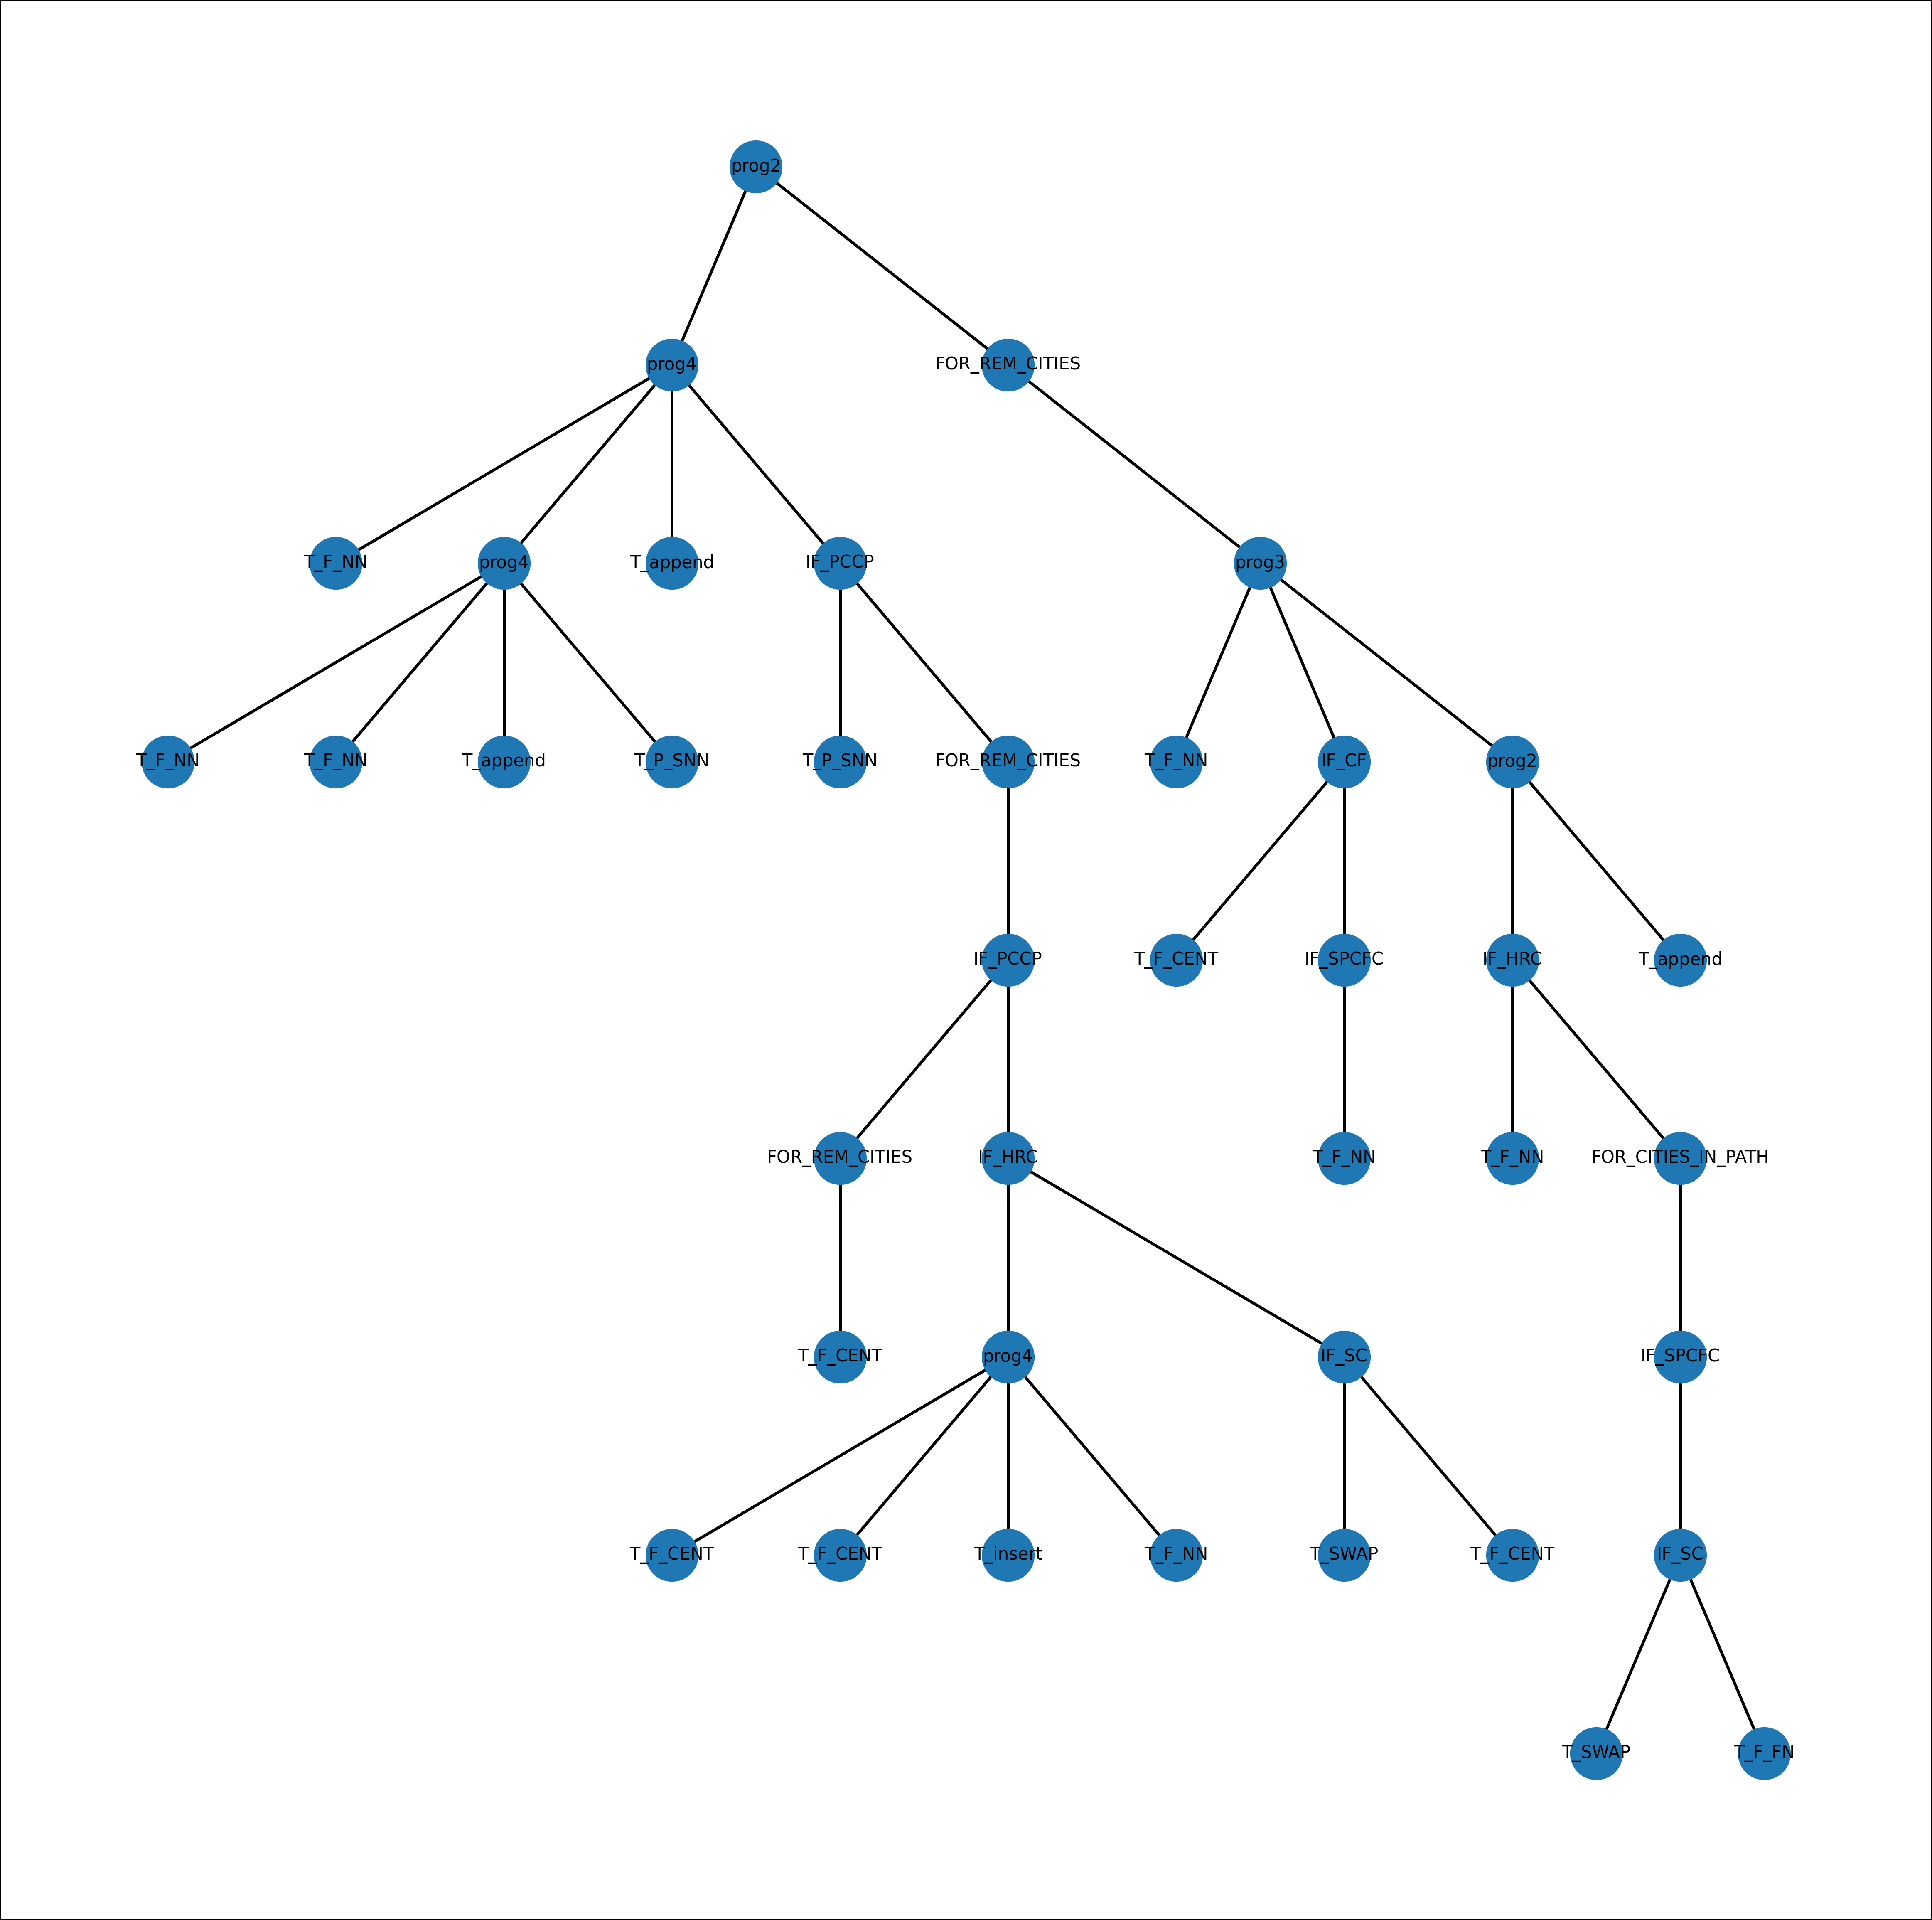 prog2
prog4
FOR_REM_CITIES
T_F_NN
prog4
T_append
IF_PCCP
prog3
T_F_NN
T_F_NN
T_append
T_P_SNN
T_P_SNN
FOR_REM_CITIES
T_F_NN
IF_CF
prog2
IF_PCCP
T_F_CENT
IF_SPCFC
IF_HRC
T_append
FOR_REM_CITIES
IF_HRC
T_F_NN
T_F_NN
FOR_CITIES_IN_PATH
T_F_CENT
prog4
IF_SC
IF_SPCFC
T_F_CENT
T_F_CENT
T_insert
T_F_NN
T_SWAP
T_F_CENT
IF_SC
T_SWAP
T_F_FN